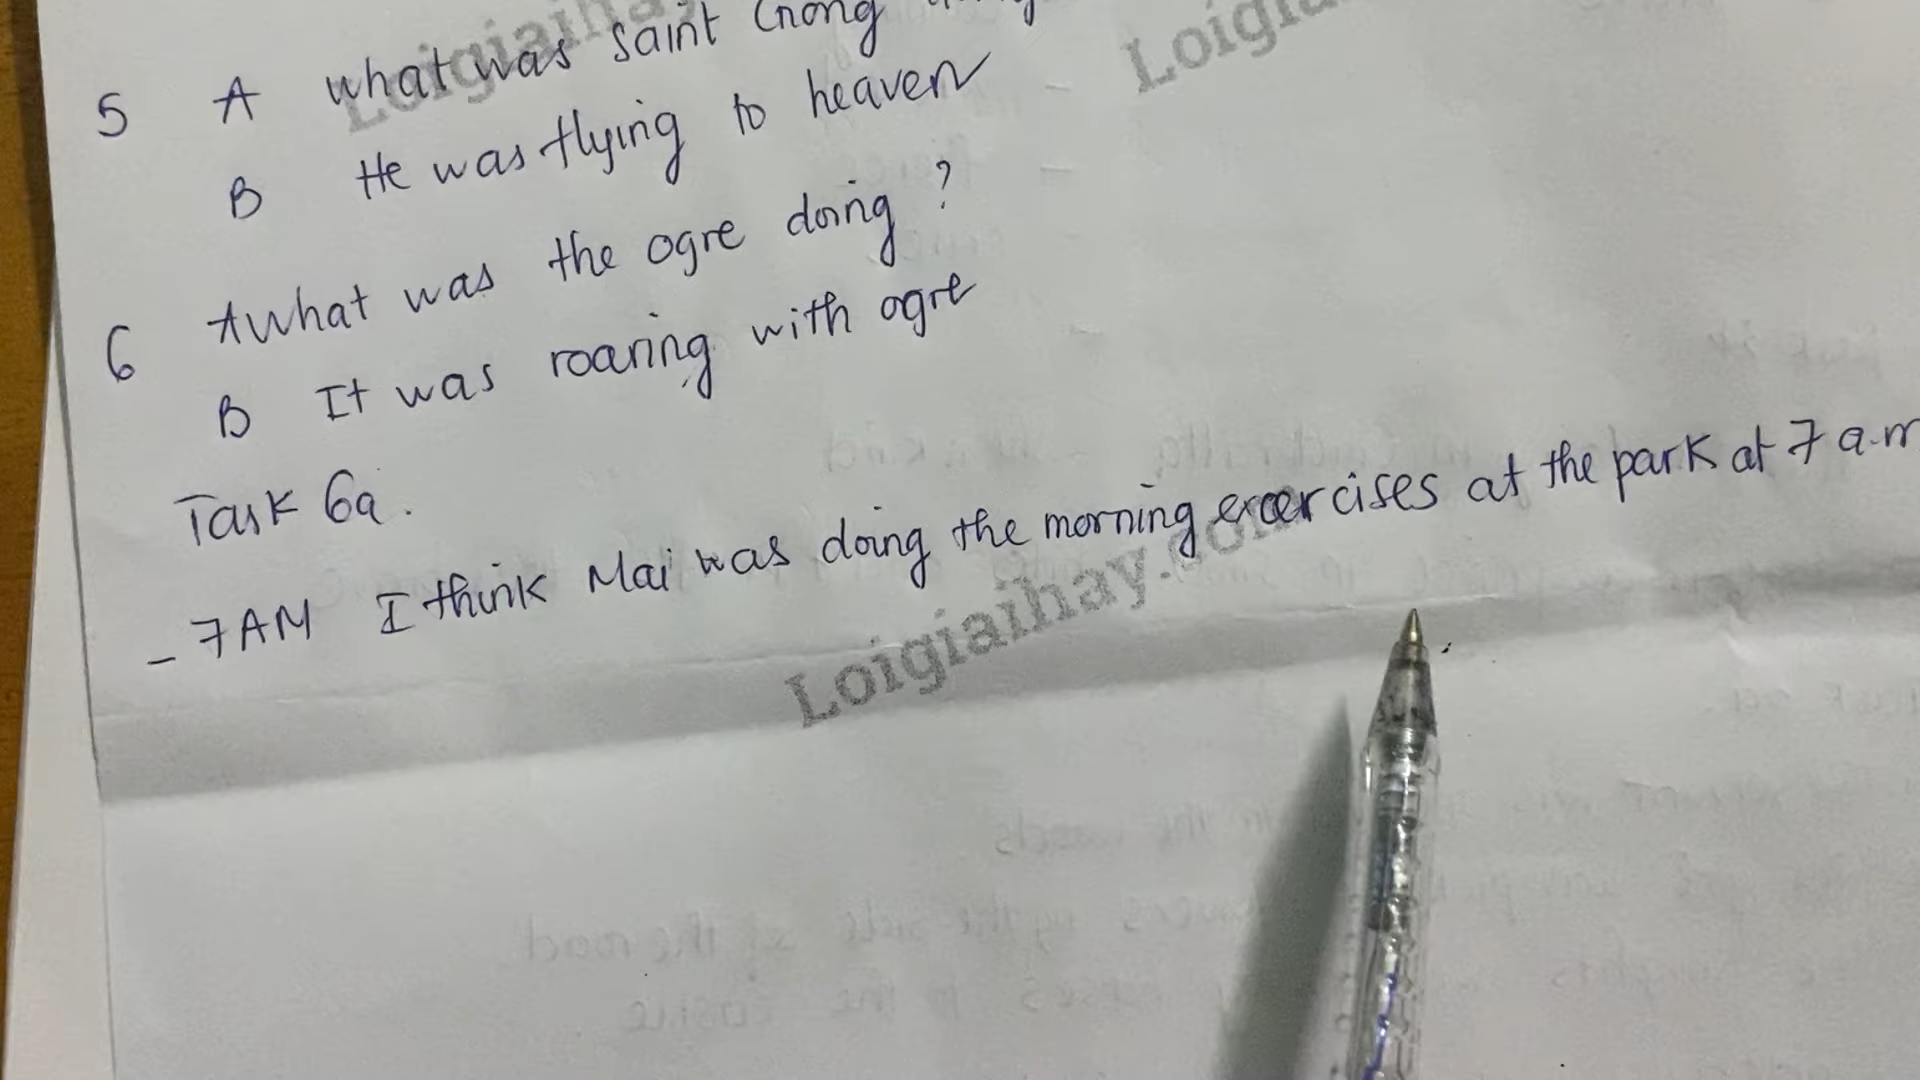 5 A what was saint Giong
B He was flying to heaven
6 A What was the ogre doing ?
B It was roaring with ogre
Task 6a.
- 7AM I think Mai was doing the morning exercises at the park at 7 a.m
Loigiaihay.com